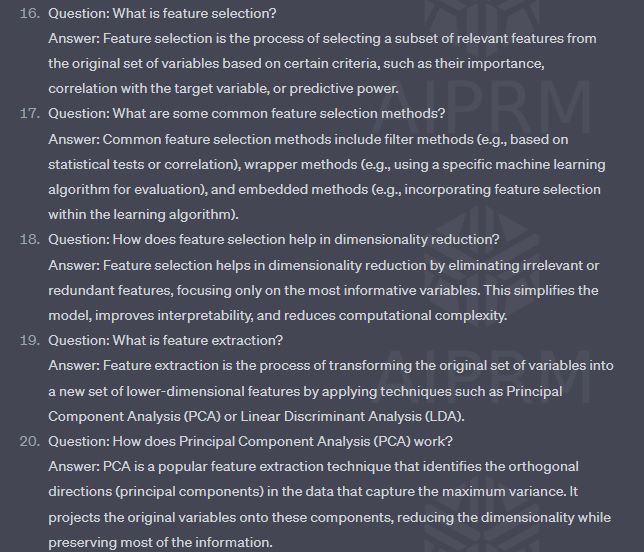 16. Question: What is feature selection?
Answer: Feature selection is the process of selecting a subset of relevant features from
the original set of variables based on certain criteria, such as their importance,
correlation with the target variable, or predictive power.
17. Question: What are some common feature selection methods?
Answer: Common feature selection methods include filter methods (e.g., based on
statistical tests or correlation), wrapper methods (e.g., using a specific machine learning
algorithm for evaluation), and embedded methods (e.g., incorporating feature selection
within the learning algorithm).
18. Question: How does feature selection help in dimensionality reduction?
Answer: Feature selection helps in dimensionality reduction by eliminating irrelevant or
redundant features, focusing only on the most informative variables. This simplifies the
model, improves interpretability, and reduces computational complexity.
19. Question: What is feature extraction?
Answer: Feature extraction is the process of transforming the original set of variables into
a new set of lower-dimensional features by applying techniques such as Principal
Component Analysis (PCA) or Linear Discriminant Analysis (LDA).
20. Question: How does Principal Component Analysis (PCA) work?
Answer: PCA is a popular feature extraction technique that identifies the orthogonal
directions (principal components) in the data that capture the maximum variance. It
projects the original variables onto these components, reducing the dimensionality while
preserving most of the information.
AIPRM
AIPRM